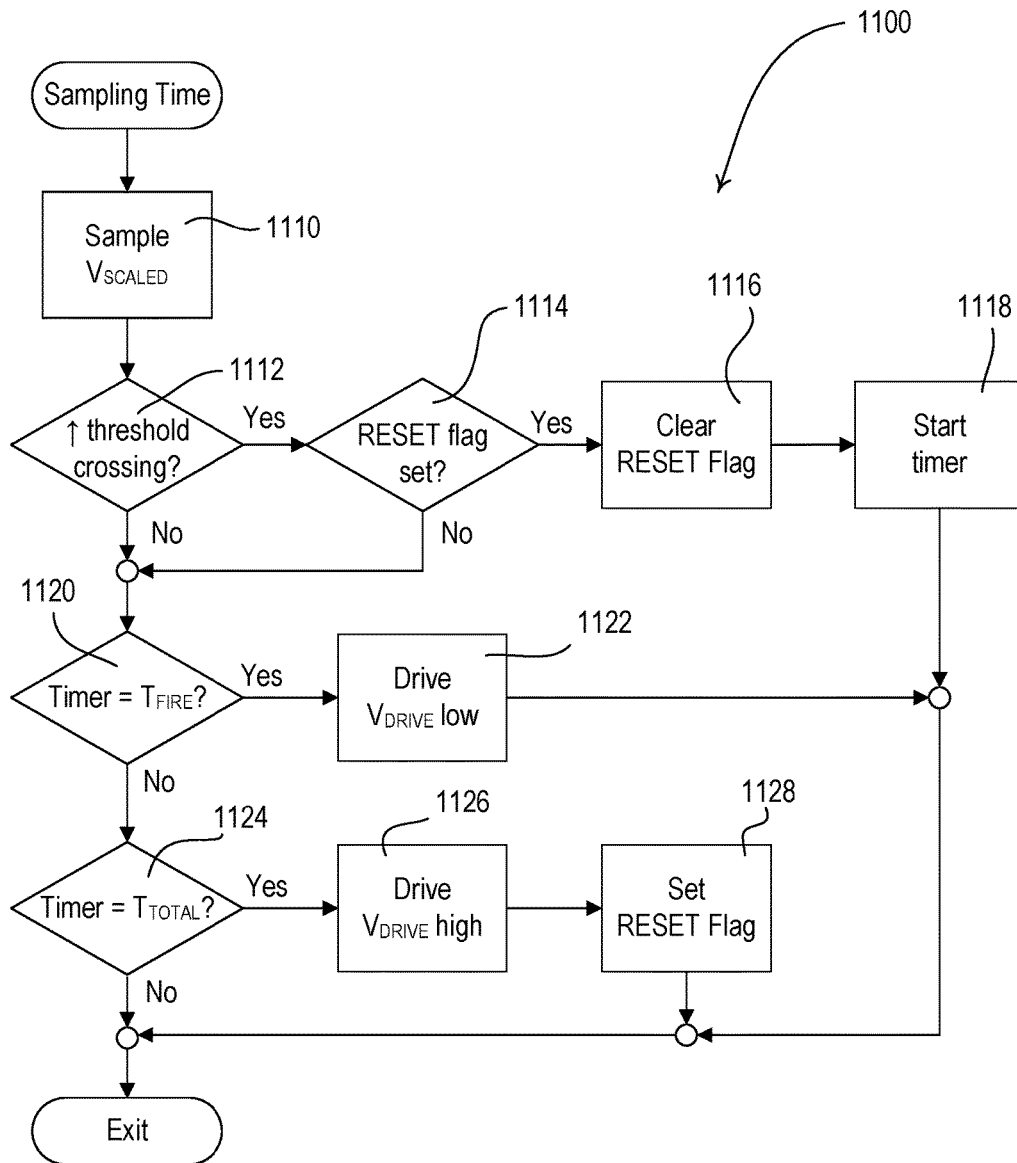 1100
Sampling Time
1110
Sample
VSCALED
1112
↑ threshold
crossing?
Yes
No
1114
RESET flag
set?
Yes
No
1116
Clear
RESET Flag
1118
Start
timer
1120
Timer = TFIRE?
Yes
No
1122
Drive
VDRIVE low
1124
Timer = TTOTAL?
Yes
No
1126
Drive
VDRIVE high
1128
Set
RESET Flag
Exit